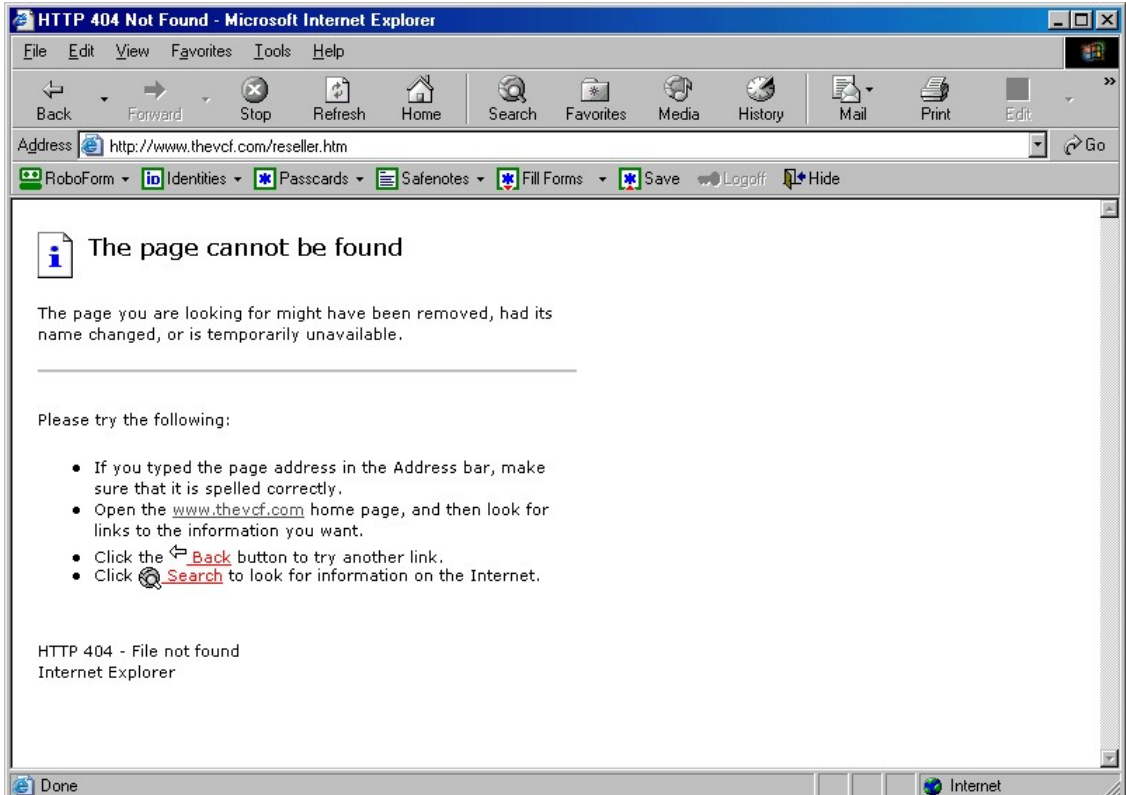 HTTP 404 Not Found - Microsoft Internet Explorer
File Edit View Favorites Tools Help
Back Forward Stop Refresh Home Search Favorites Media History Mail Print Edit »
Address http://www.thevcf.com/reseller.htm Go
RoboForm ID Identities Passcards Safenotes Fill Forms Save Logoff Hide
The page cannot be found
The page you are looking for might have been removed, had its
name changed, or is temporarily unavailable.
Please try the following:
• If you typed the page address in the Address bar, make
sure that it is spelled correctly.
• Open the www.thevcf.com home page, and then look for
links to the information you want.
• Click the Back button to try another link.
• Click Search to look for information on the Internet.
HTTP 404 - File not found
Internet Explorer
Done Internet